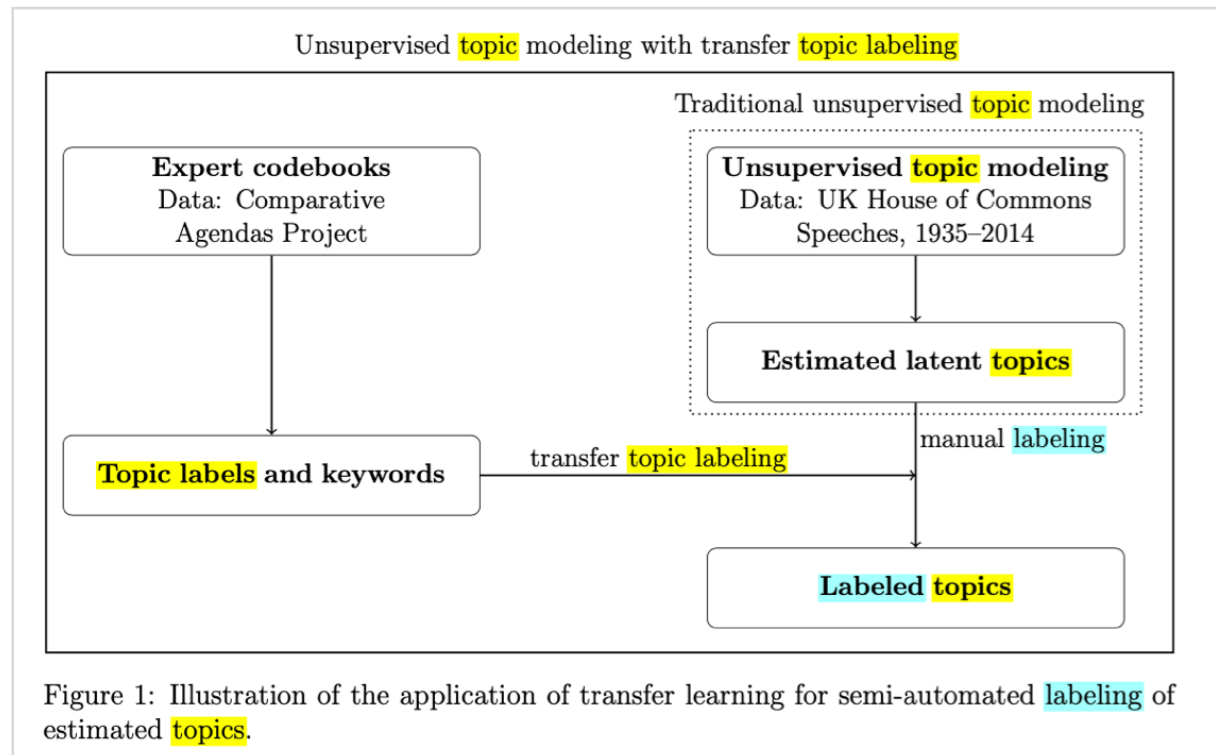 Unsupervised topic modeling with transfer topic labeling
Traditional unsupervised topic modeling
Expert codebooks
Data: Comparative
Agendas Project
Unsupervised topic modeling
Data: UK House of Commons
Speeches, 1935–2014
Estimated latent topics
manual labeling
Topic labels and keywords
transfer topic labeling
Labeled topics
Figure 1: Illustration of the application of transfer learning for semi-automated labeling of
estimated topics.